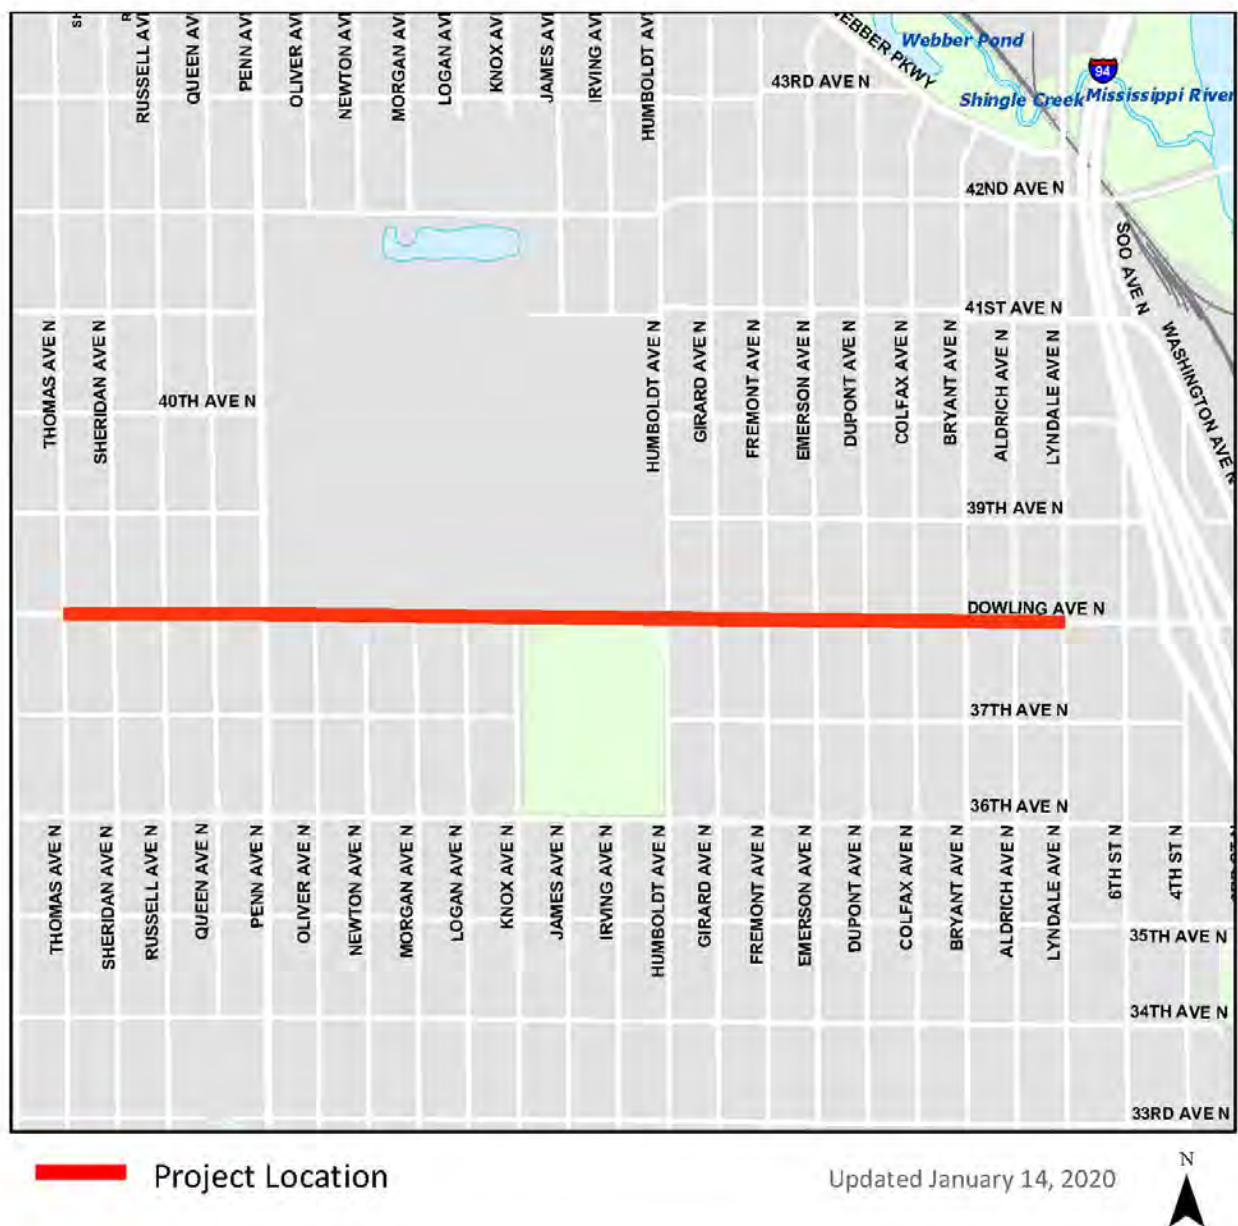 SH
R
RUSSELL AV
QUEEN AV
PENN AV
OLIVER AV
NEWTON AV
MORGAN AV
LOGAN AV
KNOX AV
JAMES AV
IRVING AV
HUMBOLDT AV
WEBBER PKWY
Webber Pond
94
43RD AVE N
Shingle Creek
Mississippi River
42ND AVE N
SOO AVE N
41ST AVE N
WASHINGTON AVE N
THOMAS AVE N
SHERIDAN AVE N
40TH AVE N
HUMBOLDT AVE N
GIRARD AVE N
FREMONT AVE N
EMERSON AVE N
DUPONT AVE N
COLFAX AVE N
BRYANT AVE N
ALDRICH AVE N
LYNDALE AVE N
39TH AVE N
DOWLING AVE N
37TH AVE N
36TH AVE N
THOMAS AVE N
SHERIDAN AVE N
RUSSELL AVE N
QUEEN AVE N
PENN AVE N
OLIVER AVE N
NEWTON AVE N
MORGAN AVE N
LOGAN AVE N
KNOX AVE N
JAMES AVE N
IRVING AVE N
HUMBOLDT AVE N
GIRARD AVE N
FREMONT AVE N
EMERSON AVE N
DUPONT AVE N
COLFAX AVE N
BRYANT AVE N
ALDRICH AVE N
LYNDALE AVE N
6TH ST N
4TH ST N
35TH AVE N
34TH AVE N
33RD AVE N
Project Location
Updated January 14, 2020
N